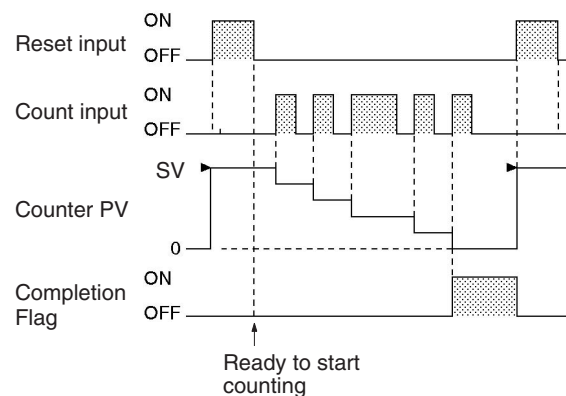 ON
Reset input
OFF
ON
Count input
OFF
SV
Counter PV
0
ON
Completion
Flag
OFF
Ready to start
counting